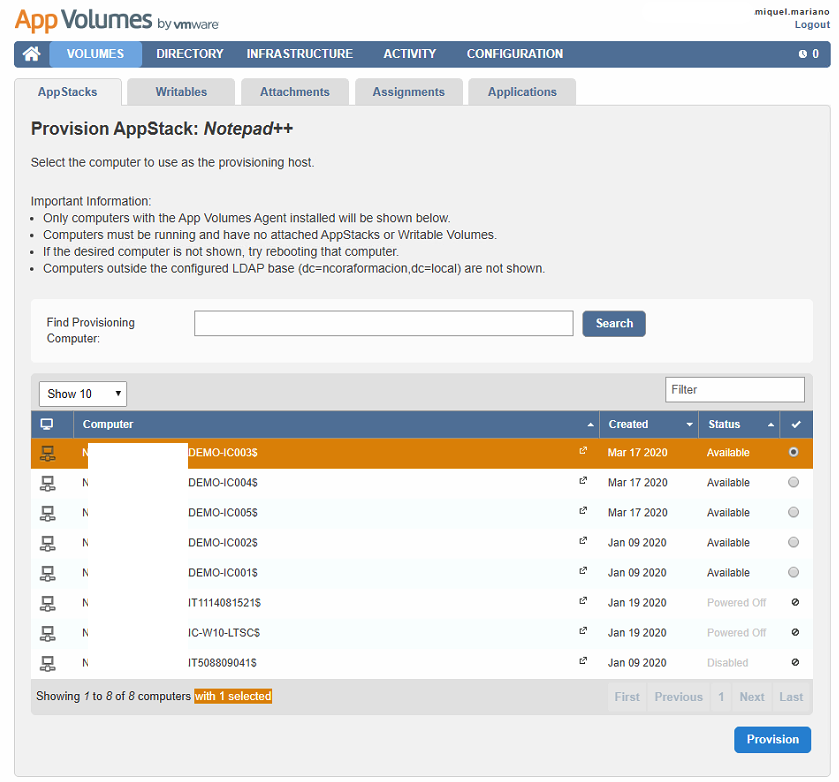 App Volumes by vmware
miquel.mariano
Logout
VOLUMES DIRECTORY INFRASTRUCTURE ACTIVITY CONFIGURATION 0
AppStacks Writables Attachments Assignments Applications
Provision AppStack: Notepad++
Select the computer to use as the provisioning host.
Important Information:
• Only computers with the App Volumes Agent installed will be shown below.
• Computers must be running and have no attached AppStacks or Writable Volumes.
• If the desired computer is not shown, try rebooting that computer.
• Computers outside the configured LDAP base (dc=ncoraformacion,dc=local) are not shown.
Find Provisioning
Computer:
Search
Show 10
Filter
Computer Created Status
N DEMO-IC003$ Mar 17 2020 Available
N DEMO-IC004$ Mar 17 2020 Available
N DEMO-IC005$ Mar 17 2020 Available
N DEMO-IC002$ Jan 09 2020 Available
N DEMO-IC001$ Jan 09 2020 Available
N IT1114081521$ Jan 19 2020 Powered Off
N IC-W10-LTSC$ Jan 19 2020 Powered Off
N IT508809041$ Jan 09 2020 Disabled
Showing 1 to 8 of 8 computers with 1 selected
First Previous 1 Next Last
Provision